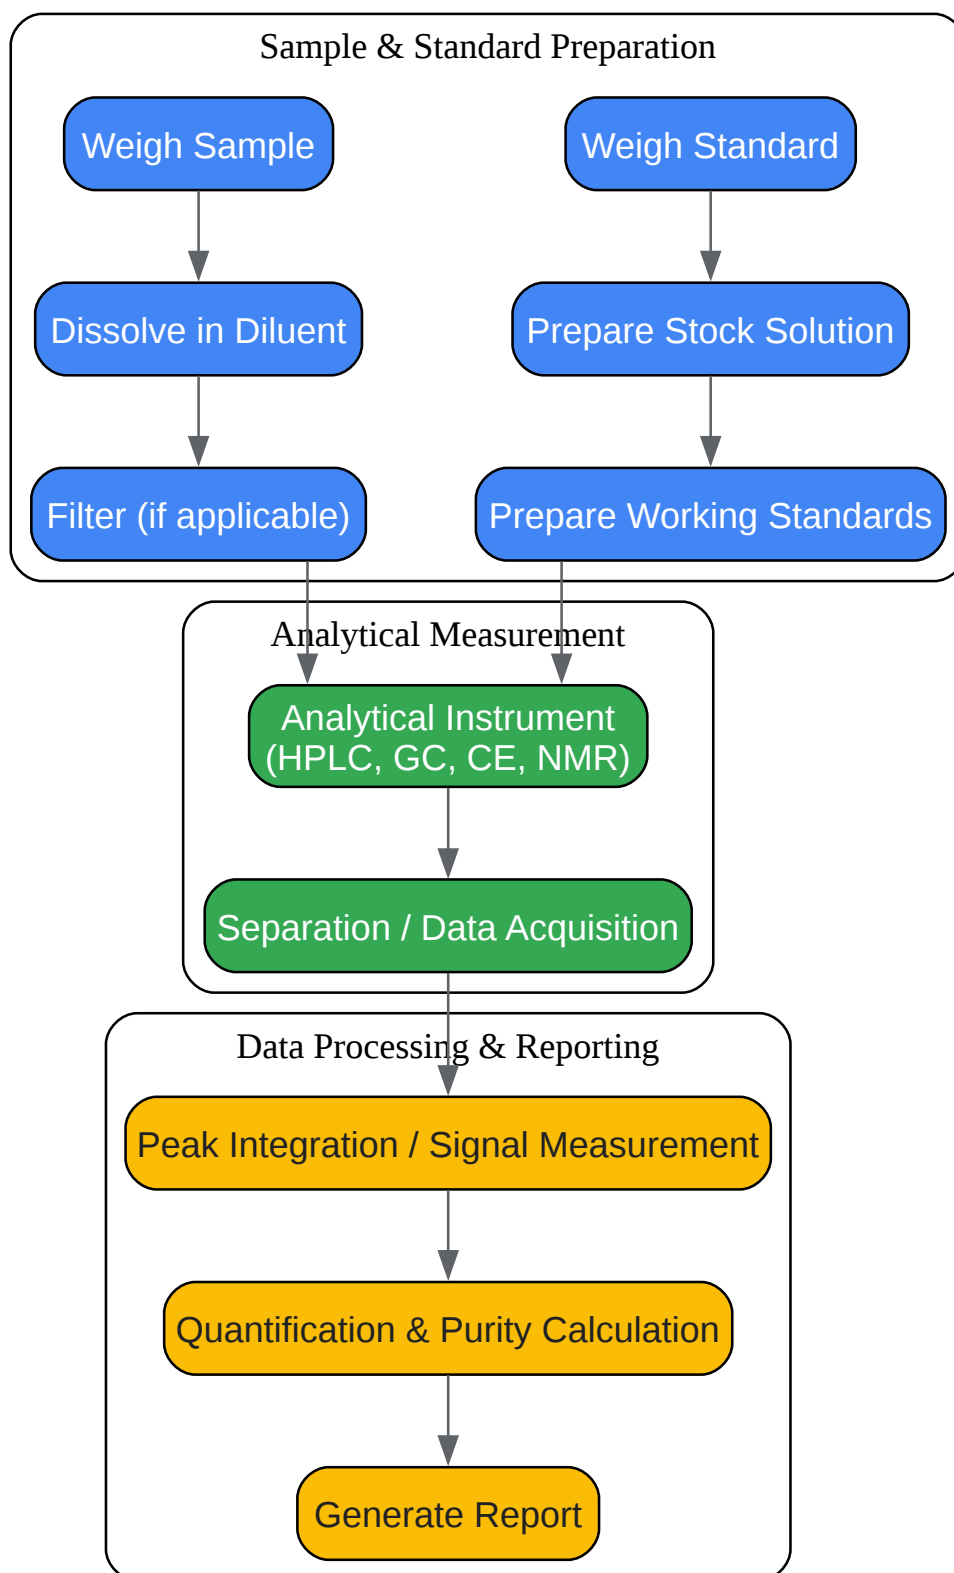 Sample & Standard Preparation
Weigh Sample
Weigh Standard
Dissolve in Diluent
Prepare Stock Solution
Filter (if applicable)
Prepare Working Standards
Analytical Measurement
Analytical Instrument
(HPLC, GC, CE, NMR)
Separation / Data Acquisition
Data Processing & Reporting
Peak Integration / Signal Measurement
Quantification & Purity Calculation
Generate Report